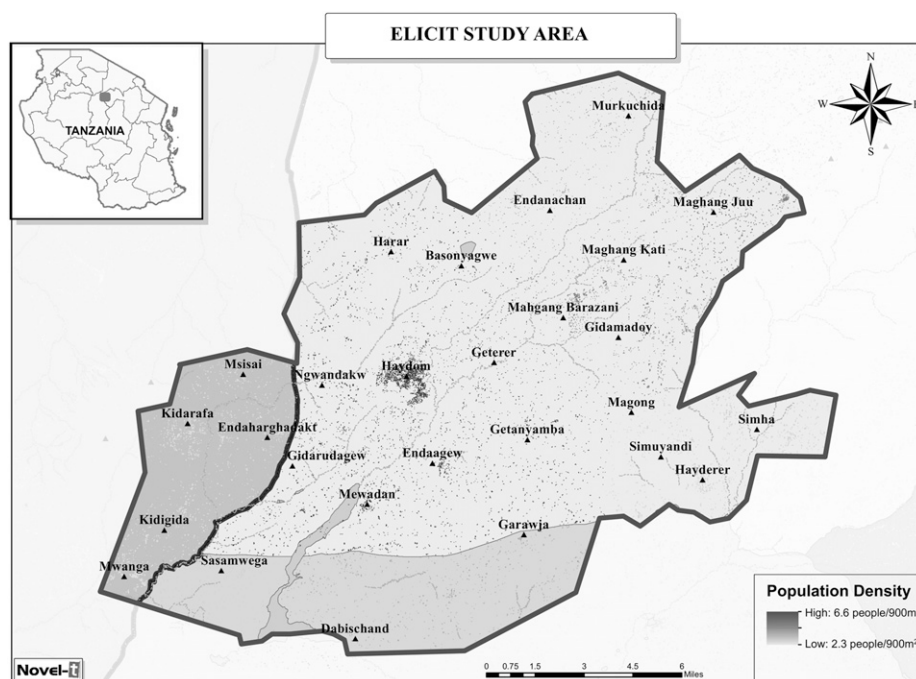 ELICIT STUDY AREA
TANZANIA
N
W
E
S
Murkuchida
Endanachan
Maghang Juu
Harar
Basonyagwe
Maghang Kati
Mahgang Barazani
Gidamadoy
Geterer
Msisai
Ngwandakw
Haydom
Kidarafa
Endaharghadakt
Magong
Simha
Getanyamba
Gidarudagew
Endaagew
Simuyandi
Hayderer
Mewadan
Kidigida
Garawja
Mwanga
Sasamwega
Dabischand
Population Density
High: 6.6 people/900m
Low: 2.3 people/900m²
0 0.75 1.5 3 4.5 6
Miles
Novel-t